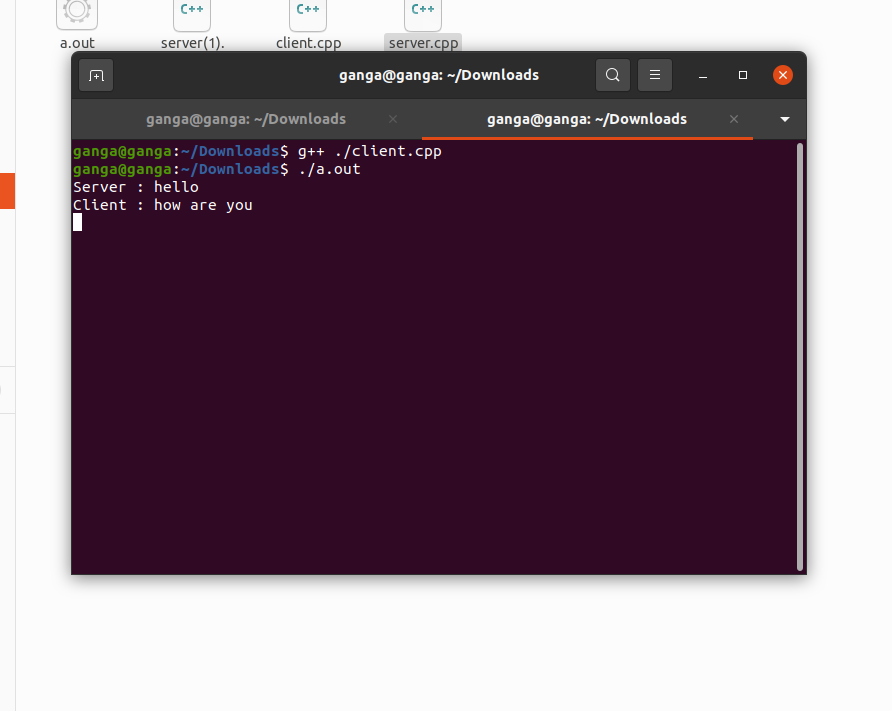 C++ C++ C++
a.out server(1). client.cpp server.cpp
ganga@ganga: ~/Downloads
ganga@ganga: ~/Downloads ganga@ganga: ~/Downloads
ganga@ganga:~/Downloads$ g++ ./client.cpp
ganga@ganga:~/Downloads$ ./a.out
Server : hello
Client : how are you